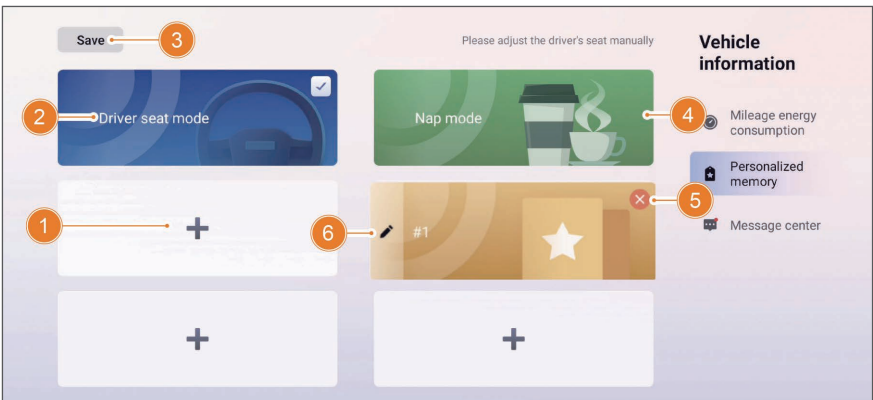 Save
3
Please adjust the driver's seat manually
Vehicle
information
2
Driver seat mode
Nap mode
4
Mileage energy
consumption
Personalized
memory
5
1
6
#1
Message center